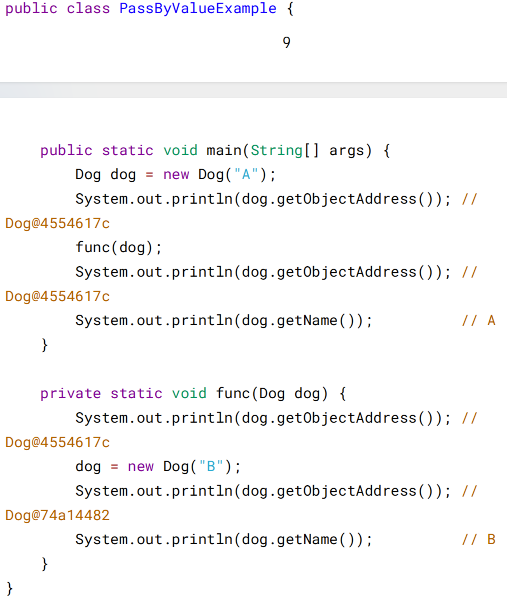 public class PassByValueExample {
9
    public static void main(String[] args) {
        Dog dog = new Dog("A");
        System.out.println(dog.getObjectAddress()); //
Dog@4554617c
        func(dog);
        System.out.println(dog.getObjectAddress()); //
Dog@4554617c
        System.out.println(dog.getName());          // A
    }
    private static void func(Dog dog) {
        System.out.println(dog.getObjectAddress()); //
Dog@4554617c
        dog = new Dog("B");
        System.out.println(dog.getObjectAddress()); //
Dog@74a14482
        System.out.println(dog.getName());          // B
    }
}